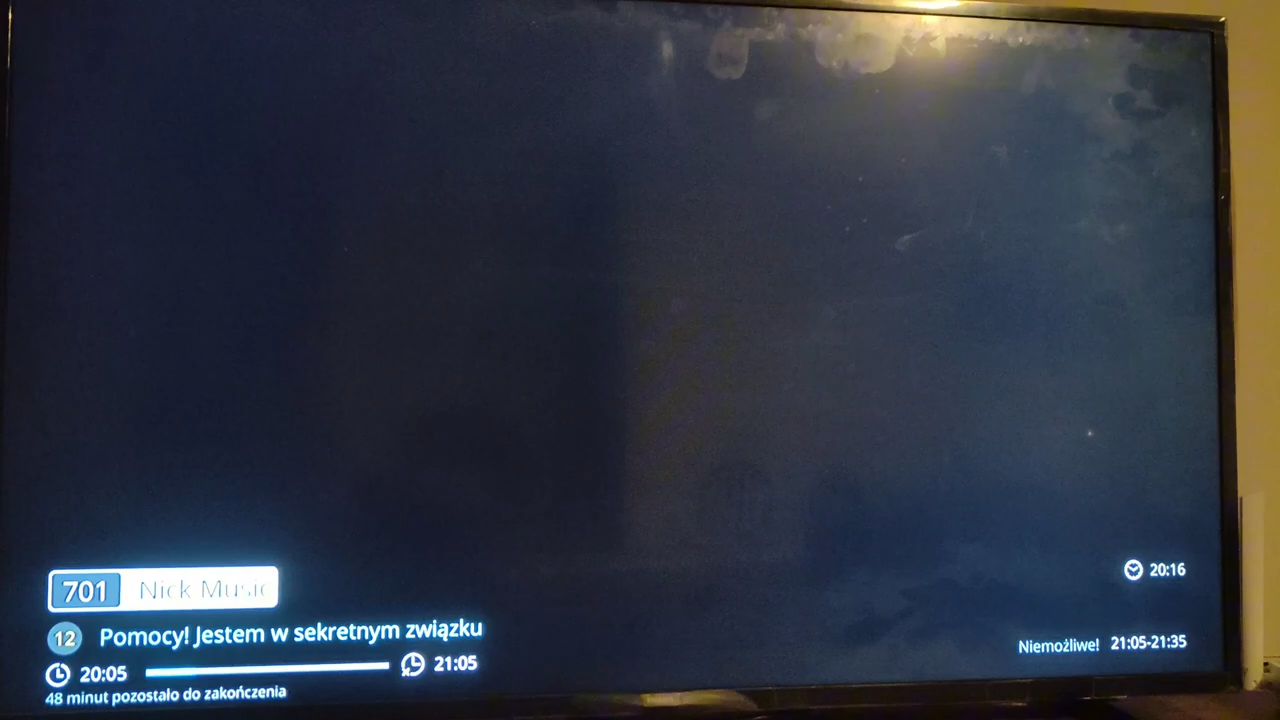 701 Nick Music
12 Pomocy! Jestem w sekretnym związku
20:05 21:05
48 minut pozostało do zakończenia
20:16
Niemożliwe! 21:05-21:35